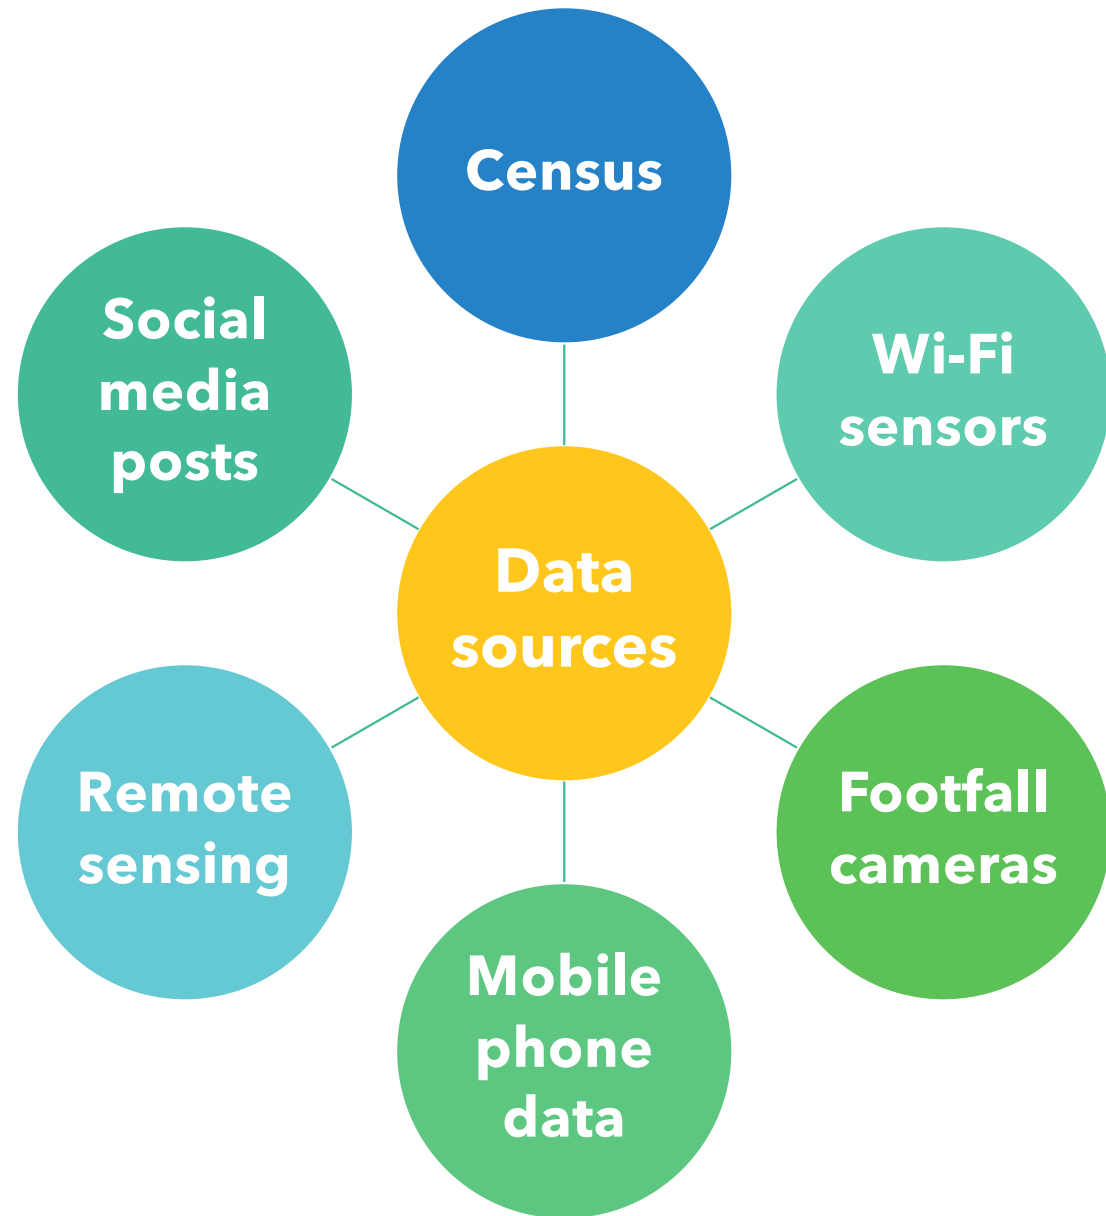 Census
Social
media
posts
Wi-Fi
sensors
Data
sources
Remote
sensing
Footfall
cameras
Mobile
phone
data